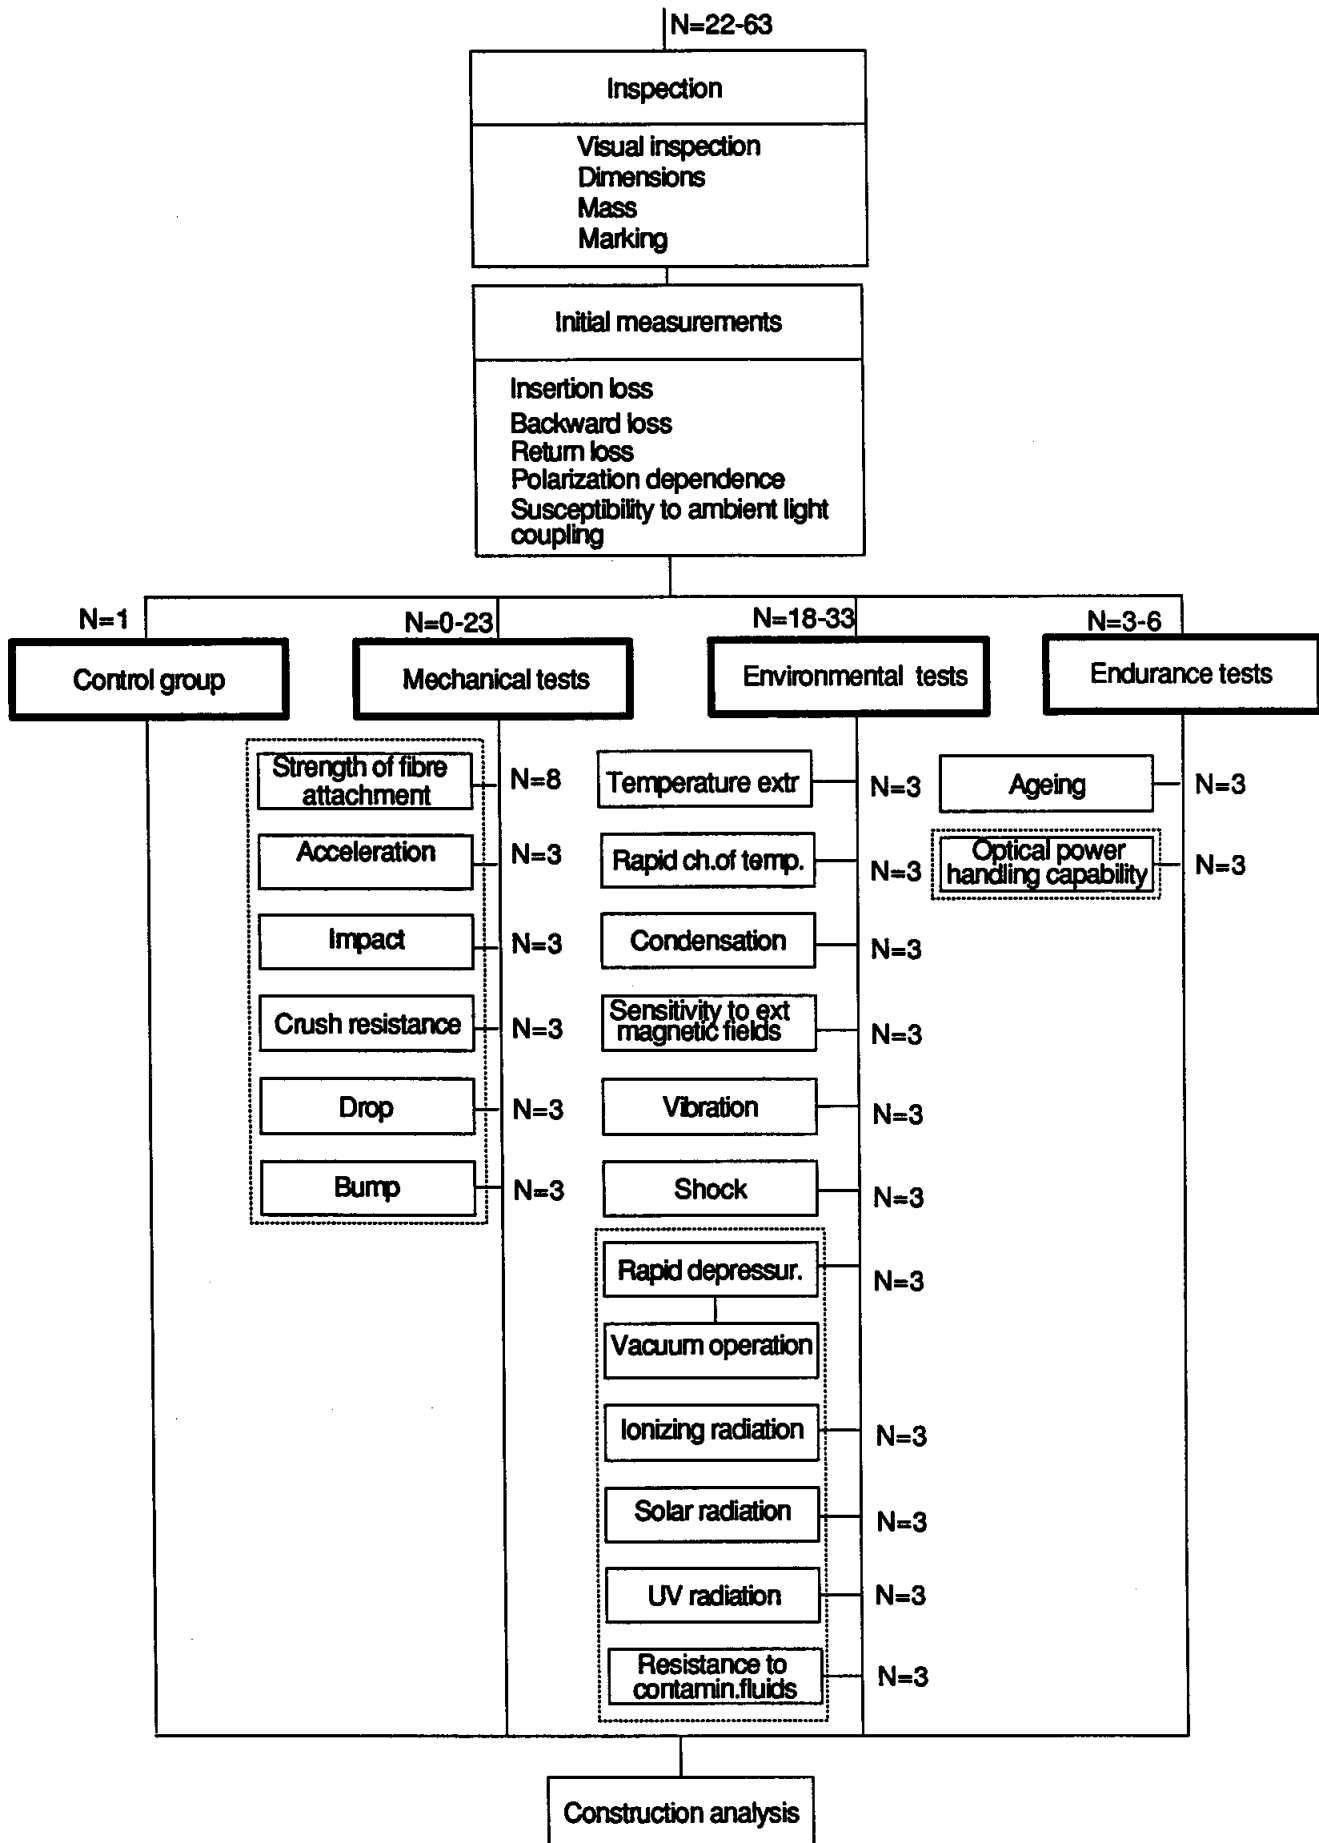 N=22-63
Inspection
Visual inspection
Dimensions
Mass
Marking
Initial measurements
Insertion loss
Backward loss
Return loss
Polarization dependence
Susceptibility to ambient light
coupling
N=1
N=0-23
N=18-33
N=3-6
Control group
Mechanical tests
Environmental tests
Endurance tests
Strength of fibre
attachment
N=8
Acceleration
N=3
Impact
N=3
Crush resistance
N=3
Drop
N=3
Bump
N=3
Temperature extr
N=3
Rapid ch.of temp.
N=3
Condensation
N=3
Sensitivity to ext
magnetic fields
N=3
Vibration
N=3
Shock
N=3
Rapid depressur.
N=3
Vacuum operation
Ionizing radiation
N=3
Solar radiation
N=3
UV radiation
N=3
Resistance to
contamin.fluids
N=3
Ageing
N=3
Optical power
handling capability
N=3
Construction analysis